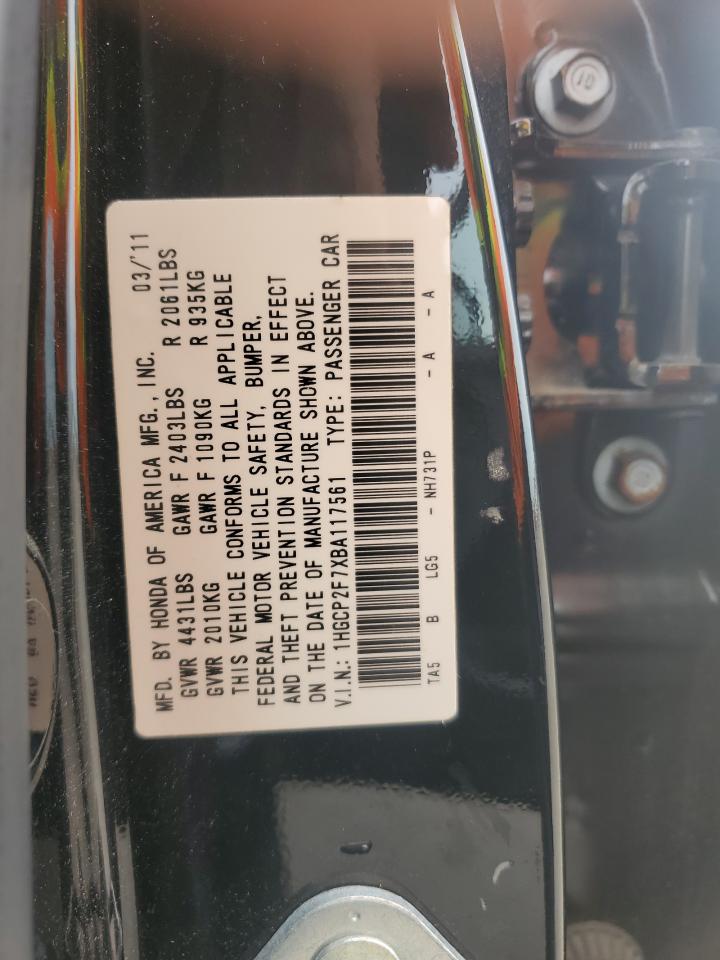 MFD. BY HONDA OF AMERICA MFG., INC. 03/'11
GVWR 4431LBS GAWR F 2403LBS R 2061LBS
GVWR 2010KG GAWR F 1090KG R 935KG
THIS VEHICLE CONFORMS TO ALL APPLICABLE
FEDERAL MOTOR VEHICLE SAFETY, BUMPER,
AND THEFT PREVENTION STANDARDS IN EFFECT
ON THE DATE OF MANUFACTURE SHOWN ABOVE.
V.I.N.: 1HGCP2F7XBA117561 TYPE: PASSENGER CAR
TA5 B LG5 - NH731P - A - A
10